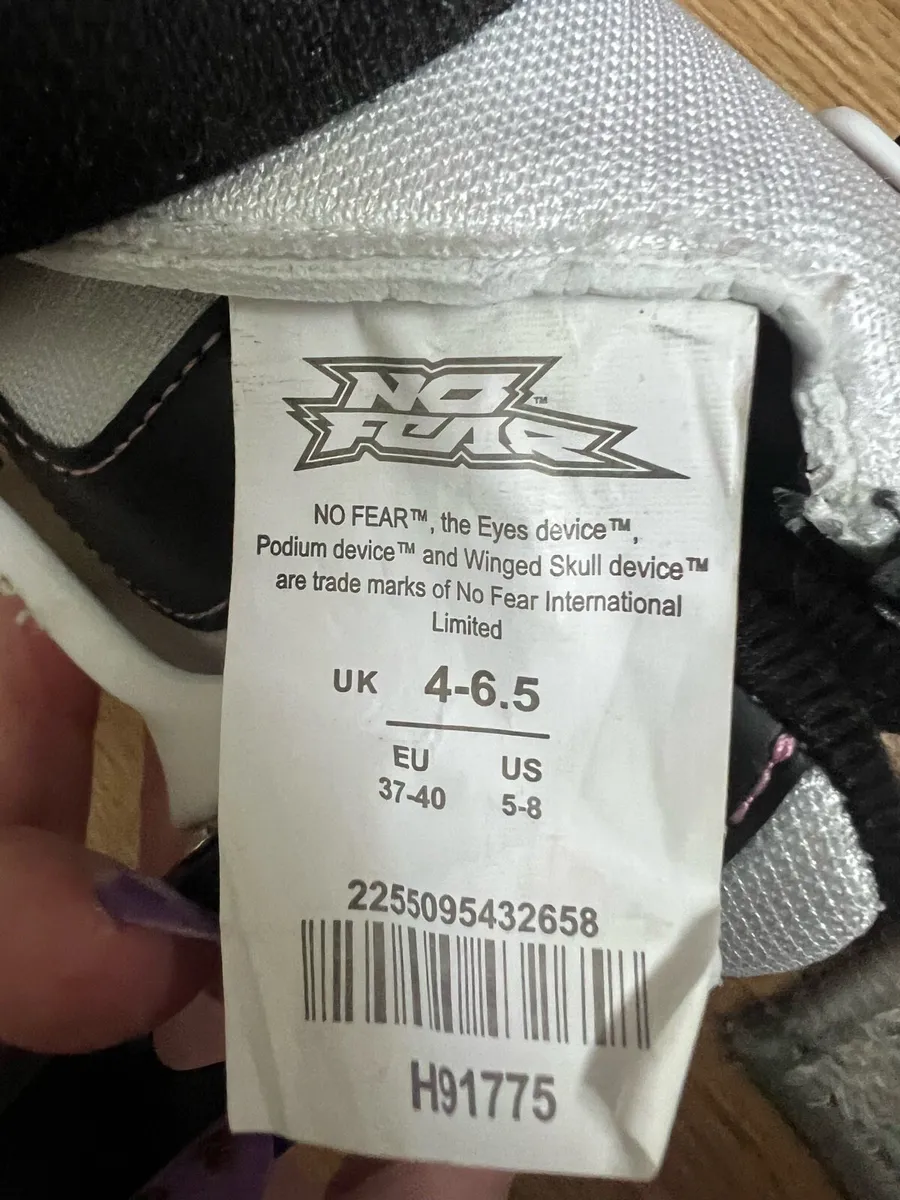 NO™
FEAR
NO FEAR™, the Eyes device™,
Podium device™ and Winged Skull device™
are trade marks of No Fear International
Limited
UK 4-6.5
EU US
37-40 5-8
2255095432658
H91775